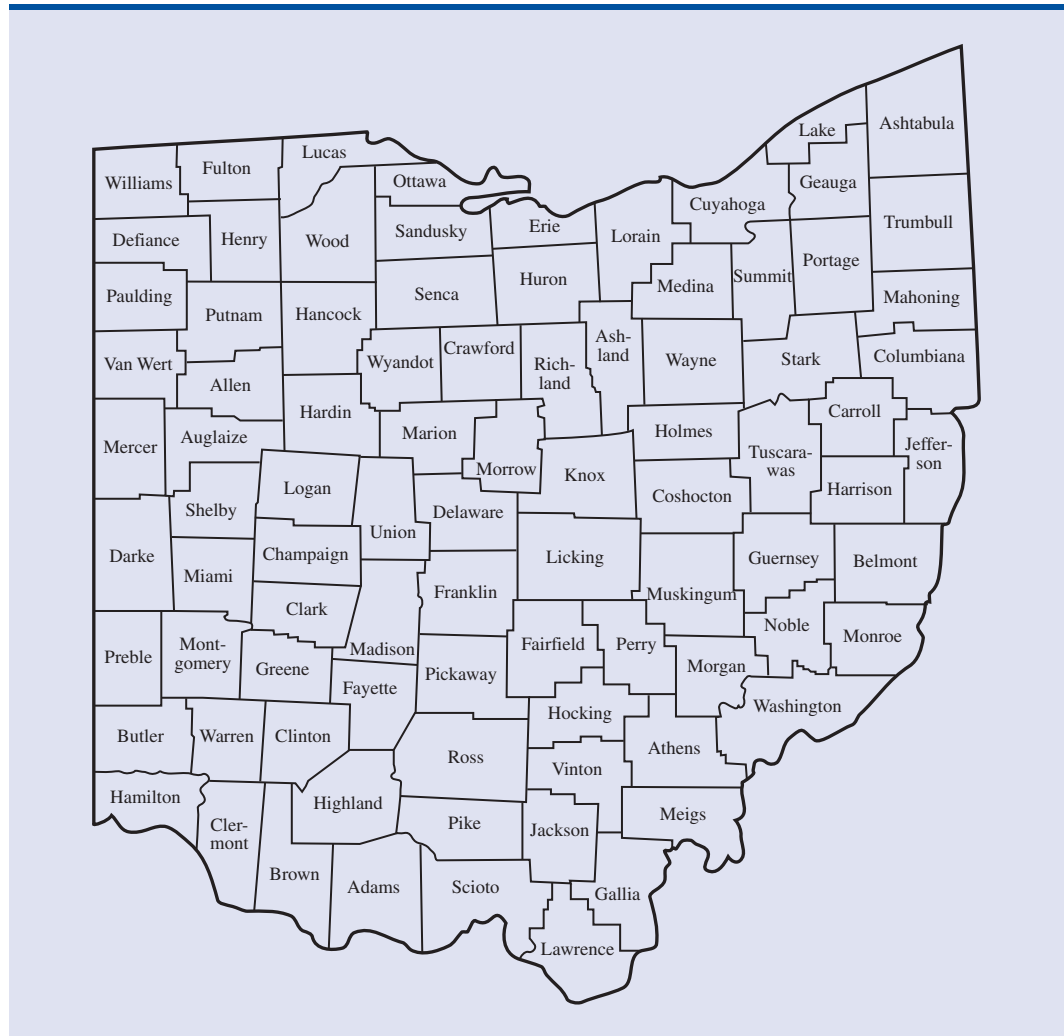 Ashtabula
Lake
Geauga
Lucas
Fulton
Williams
Ottawa
Cuyahoga
Trumbull
Erie
Lorain
Sandusky
Defiance
Henry
Wood
Portage
Summit
Huron
Medina
Senca
Mahoning
Paulding
Putnam
Hancock
Ash-
land
Crawford
Wyandot
Rich-
land
Wayne
Stark
Columbiana
Van Wert
Allen
Hardin
Carroll
Marion
Holmes
Auglaize
Mercer
Jeffer-
son
Tuscara-
was
Morrow
Knox
Logan
Harrison
Coshocton
Shelby
Delaware
Union
Darke
Champaign
Licking
Guernsey
Belmont
Miami
Franklin
Muskingum
Clark
Noble
Monroe
Mont-
gomery
Preble
Madison
Fairfield
Perry
Greene
Morgan
Pickaway
Fayette
Washington
Hocking
Butler
Warren
Clinton
Athens
Ross
Vinton
Hamilton
Highland
Meigs
Cler-
mont
Pike
Jackson
Brown
Adams
Scioto
Gallia
Lawrence